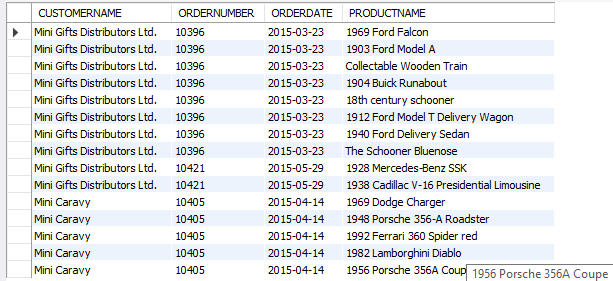 CUSTOMERNAME ORDERNUMBER ORDERDATE PRODUCTNAME
Mini Gifts Distributors Ltd. 10396 2015-03-23 1969 Ford Falcon
Mini Gifts Distributors Ltd. 10396 2015-03-23 1903 Ford Model A
Mini Gifts Distributors Ltd. 10396 2015-03-23 Collectable Wooden Train
Mini Gifts Distributors Ltd. 10396 2015-03-23 1904 Buick Runabout
Mini Gifts Distributors Ltd. 10396 2015-03-23 18th century schooner
Mini Gifts Distributors Ltd. 10396 2015-03-23 1912 Ford Model T Delivery Wagon
Mini Gifts Distributors Ltd. 10396 2015-03-23 1940 Ford Delivery Sedan
Mini Gifts Distributors Ltd. 10396 2015-03-23 The Schooner Bluenose
Mini Gifts Distributors Ltd. 10421 2015-05-29 1928 Mercedes-Benz SSK
Mini Gifts Distributors Ltd. 10421 2015-05-29 1938 Cadillac V-16 Presidential Limousine
Mini Caravy 10405 2015-04-14 1969 Dodge Charger
Mini Caravy 10405 2015-04-14 1948 Porsche 356-A Roadster
Mini Caravy 10405 2015-04-14 1992 Ferrari 360 Spider red
Mini Caravy 10405 2015-04-14 1982 Lamborghini Diablo
Mini Caravy 10405 2015-04-14 1956 Porsche 356A Coup
1956 Porsche 356A Coupe